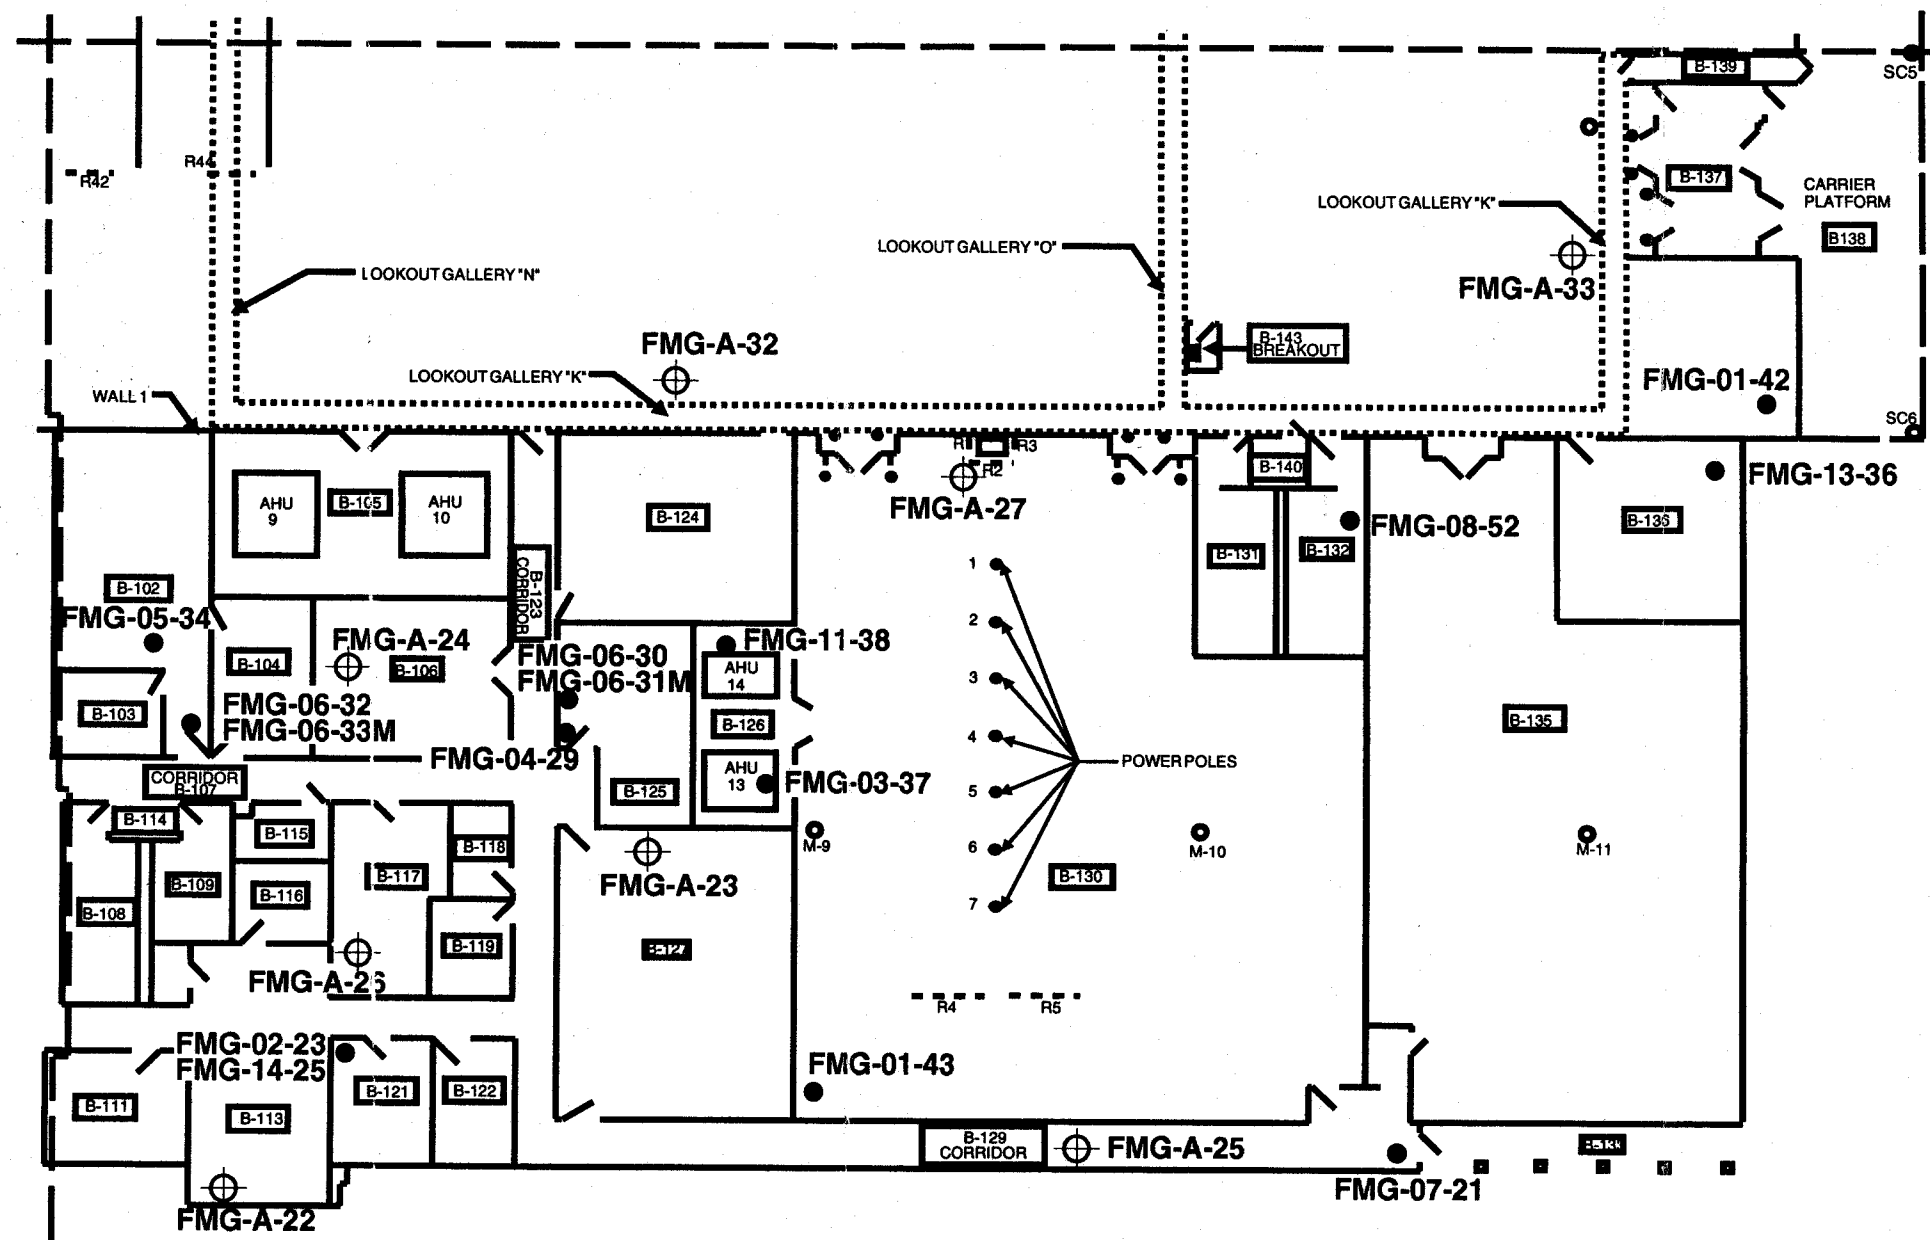 B-139
SC5
R44
R42
B-137
CARRIER
PLATFORM
B138
LOOKOUT GALLERY "K"
LOOKOUT GALLERY "O"
LOOKOUT GALLERY "N"
FMG-A-33
FMG-A-32
B-143
BREAKOUT
LOOKOUT GALLERY "K"
FMG-01-42
WALL 1
SC6
R3
R2
B-140
FMG-13-36
AHU
9
B-105
AHU
10
B-124
FMG-A-27
FMG-08-52
B-136
B-131
B-132
B-123
CORRIDOR
1
B-102
FMG-05-34
2
FMG-A-24
FMG-11-38
B-104
B-106
FMG-06-30
FMG-06-31M
AHU
14
3
B-103
FMG-06-32
FMG-06-33M
B-126
B-135
4
FMG-04-29
POWER POLES
CORRIDOR
B-107
AHU
13
FMG-03-37
B-125
5
B-114
B-115
M-9
M-10
M-11
B-118
6
B-117
B-109
B-116
FMG-A-23
B-130
B-108
7
B-119
B-127
FMG-A-26
R4
R5
FMG-02-23
FMG-14-25
FMG-01-43
B-121
B-122
B-111
B-113
B-129
CORRIDOR
FMG-A-25
FMG-07-21
FMG-A-22